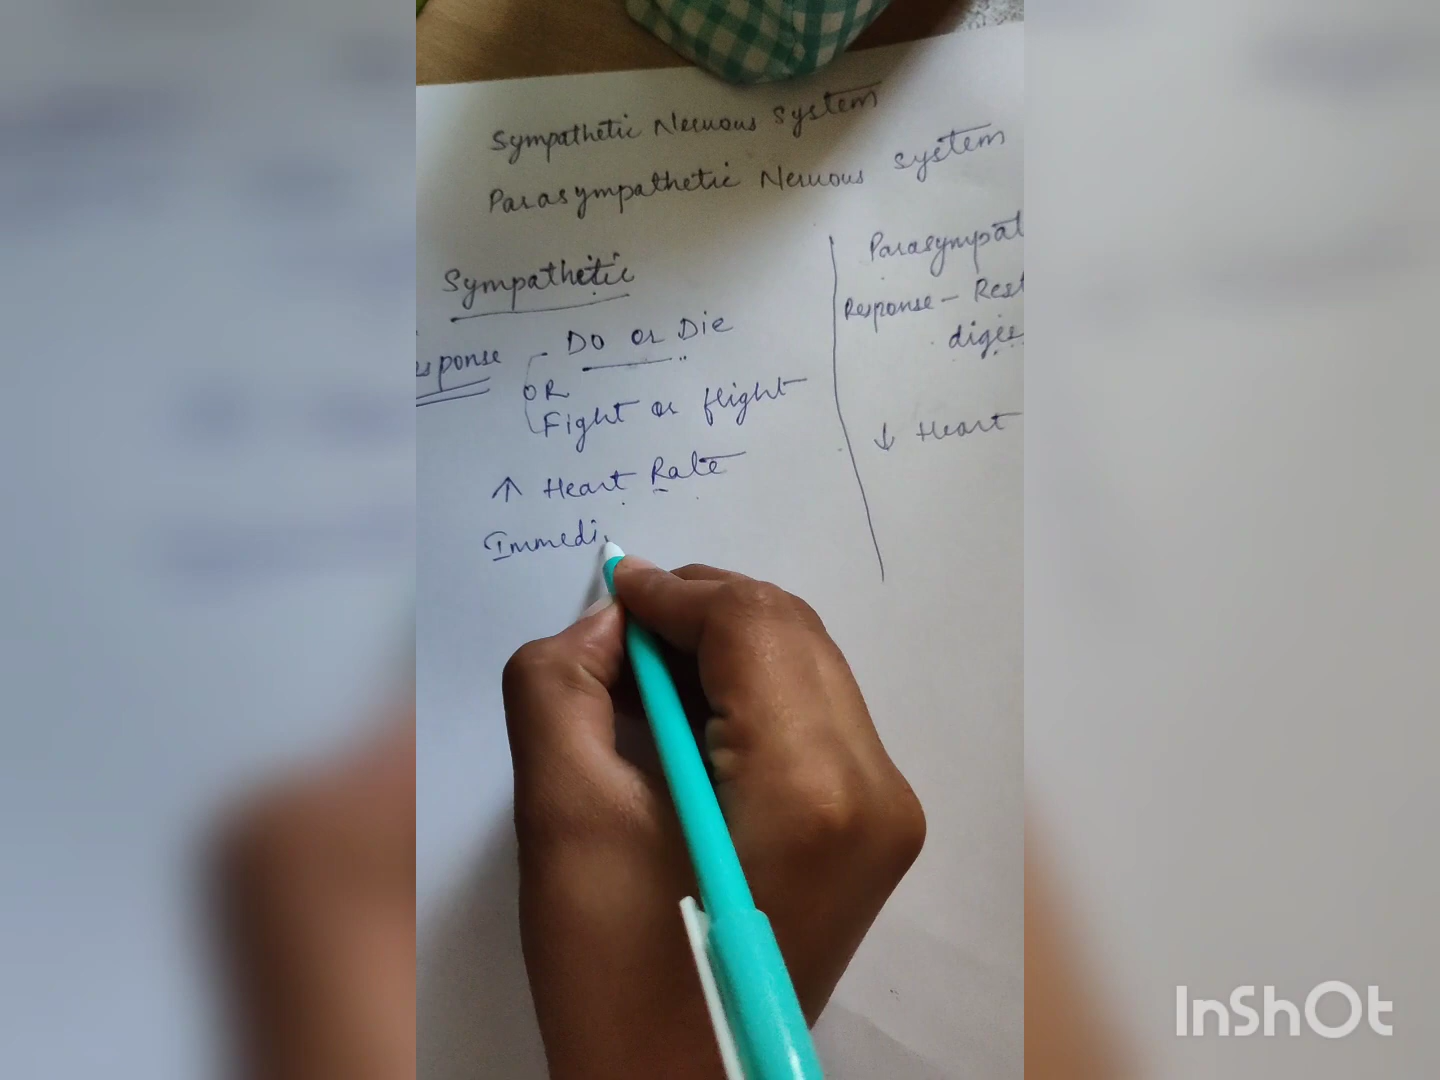 Sympathetic Nervous System
Parasympathetic Nervous System
Sympathetic
sponse - Do or Die
OR
Fight or flight
↑ Heart Rate
Immedi
Parasympat
Response - Rest
diges
↓ Heart
InShOt